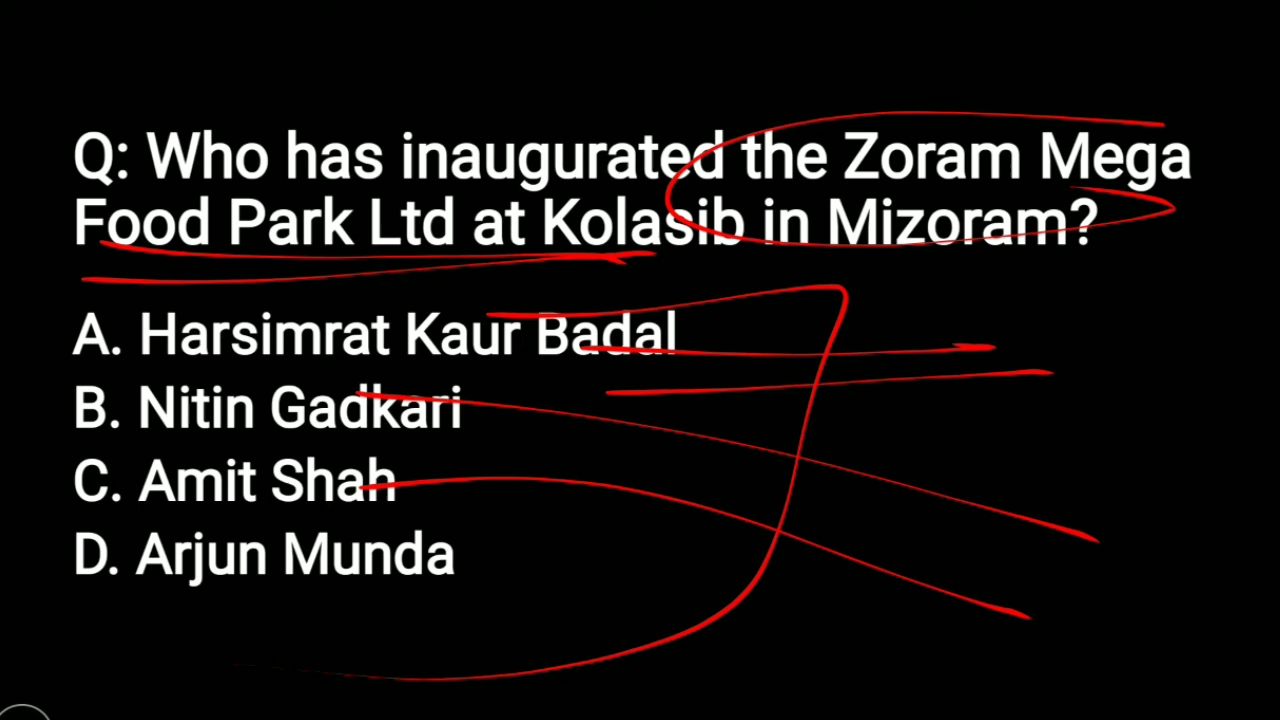 Q: Who has inaugurated the Zoram Mega
Food Park Ltd at Kolasib in Mizoram?
A. Harsimrat Kaur Badal
B. Nitin Gadkari
C. Amit Shah
D. Arjun Munda